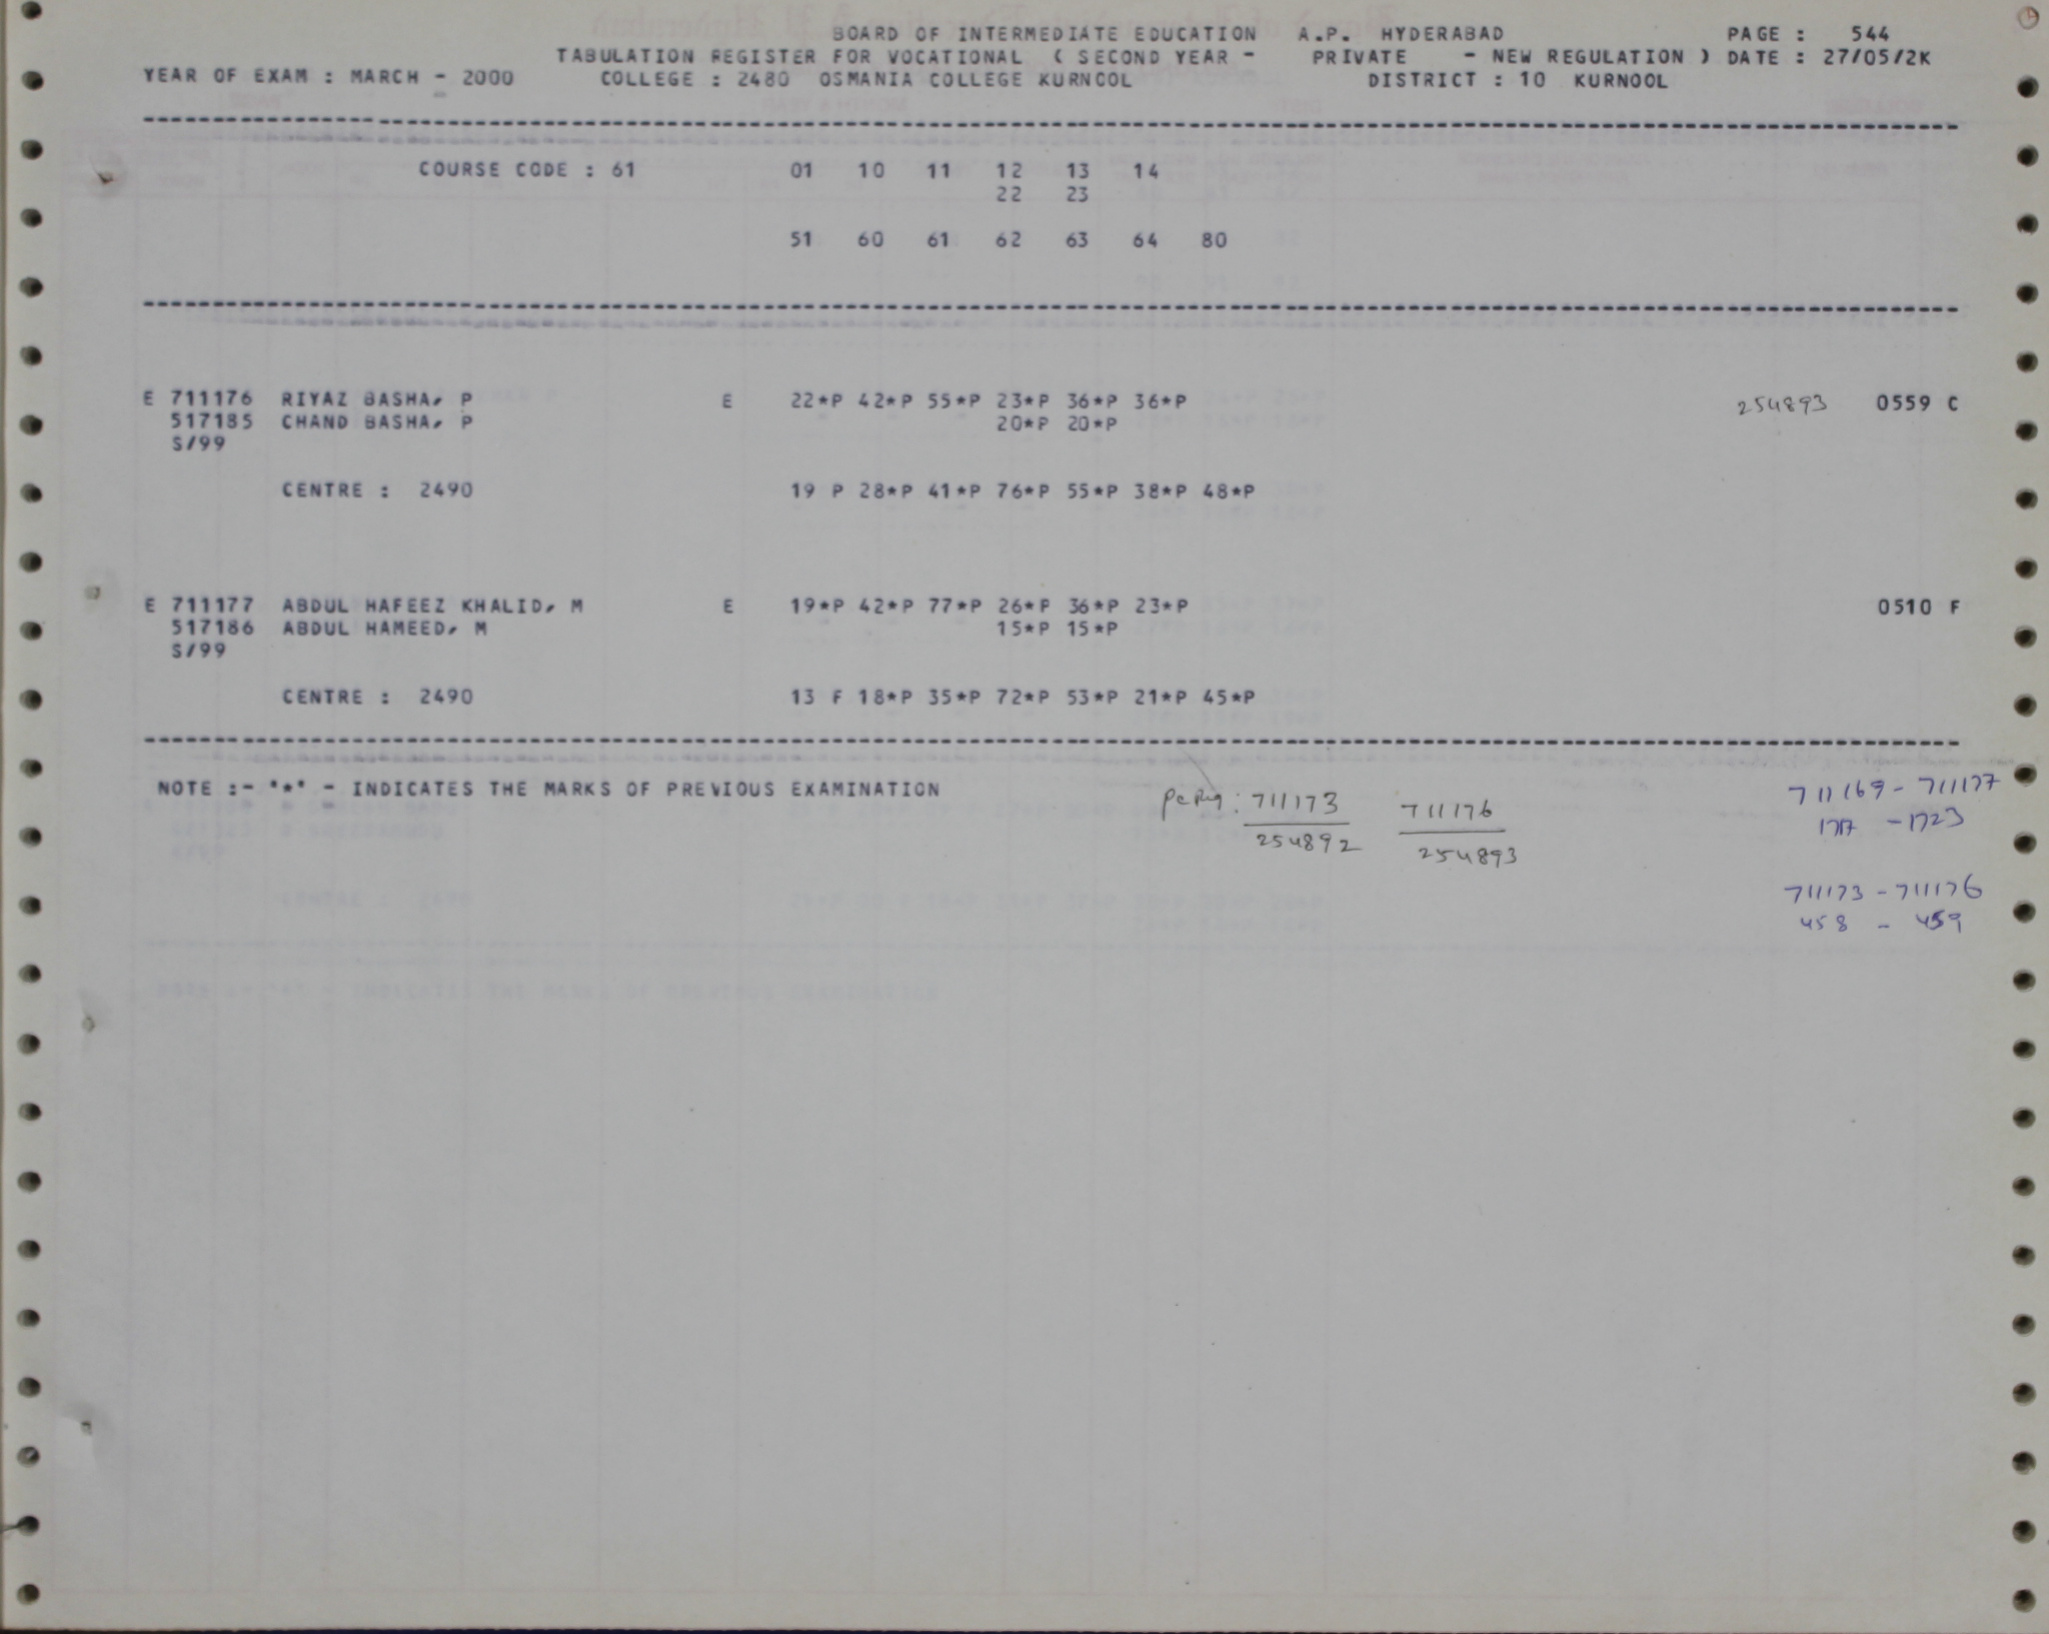 BOARD OF INTERMEDIATE EDUCATION A.P. HYDERABAD PAGE : 544
TABULATION REGISTER FOR VOCATIONAL ( SECOND YEAR - PRIVATE - NEW REGULATION ) DATE : 27/05/2K
YEAR OF EXAM : MARCH - 2000 COLLEGE : 2480 OSMANIA COLLEGE KURNOOL DISTRICT : 10 KURNOOL
COURSE CODE : 61 01 10 11 12 13 14
22 23
51 60 61 62 63 64 80
E 711176 RIYAZ BASHA, P E 22*P 42*P 55*P 23*P 36*P 36*P 254893 0559 C
517185 CHAND BASHA, P 20*P 20*P
S/99
CENTRE : 2490 19 P 28*P 41*P 76*P 55*P 38*P 48*P
E 711177 ABDUL HAFEEZ KHALID, M E 19*P 42*P 77*P 26*P 36*P 23*P 0510 F
517186 ABDUL HAMEED, M 15*P 15*P
S/99
CENTRE : 2490 13 F 18*P 35*P 72*P 53*P 21*P 45*P
NOTE :- '*' - INDICATES THE MARKS OF PREVIOUS EXAMINATION
711173 711176
254892 254893
711169 - 711177
1717 - 1723
711173 - 711176
458 - 459